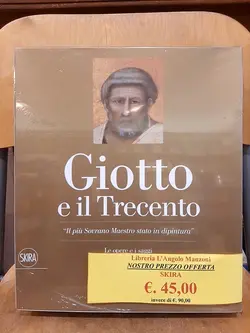 Giotto
e il Trecento
"Il più Sovrano Maestro stato in dipintura"
Le opere e i santi
SKIRA
Libreria L'Angolo Manzoni
NOSTRO PREZZO OFFERTA
SKIRA
€. 45,00
invece di €. 90,00